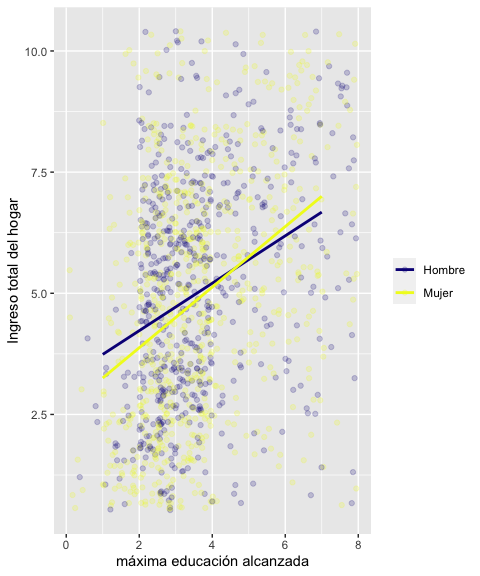 10.0
7.5
5.0
2.5
Ingreso total del hogar
0
2
4
6
8
máxima educación alcanzada
Hombre
Mujer